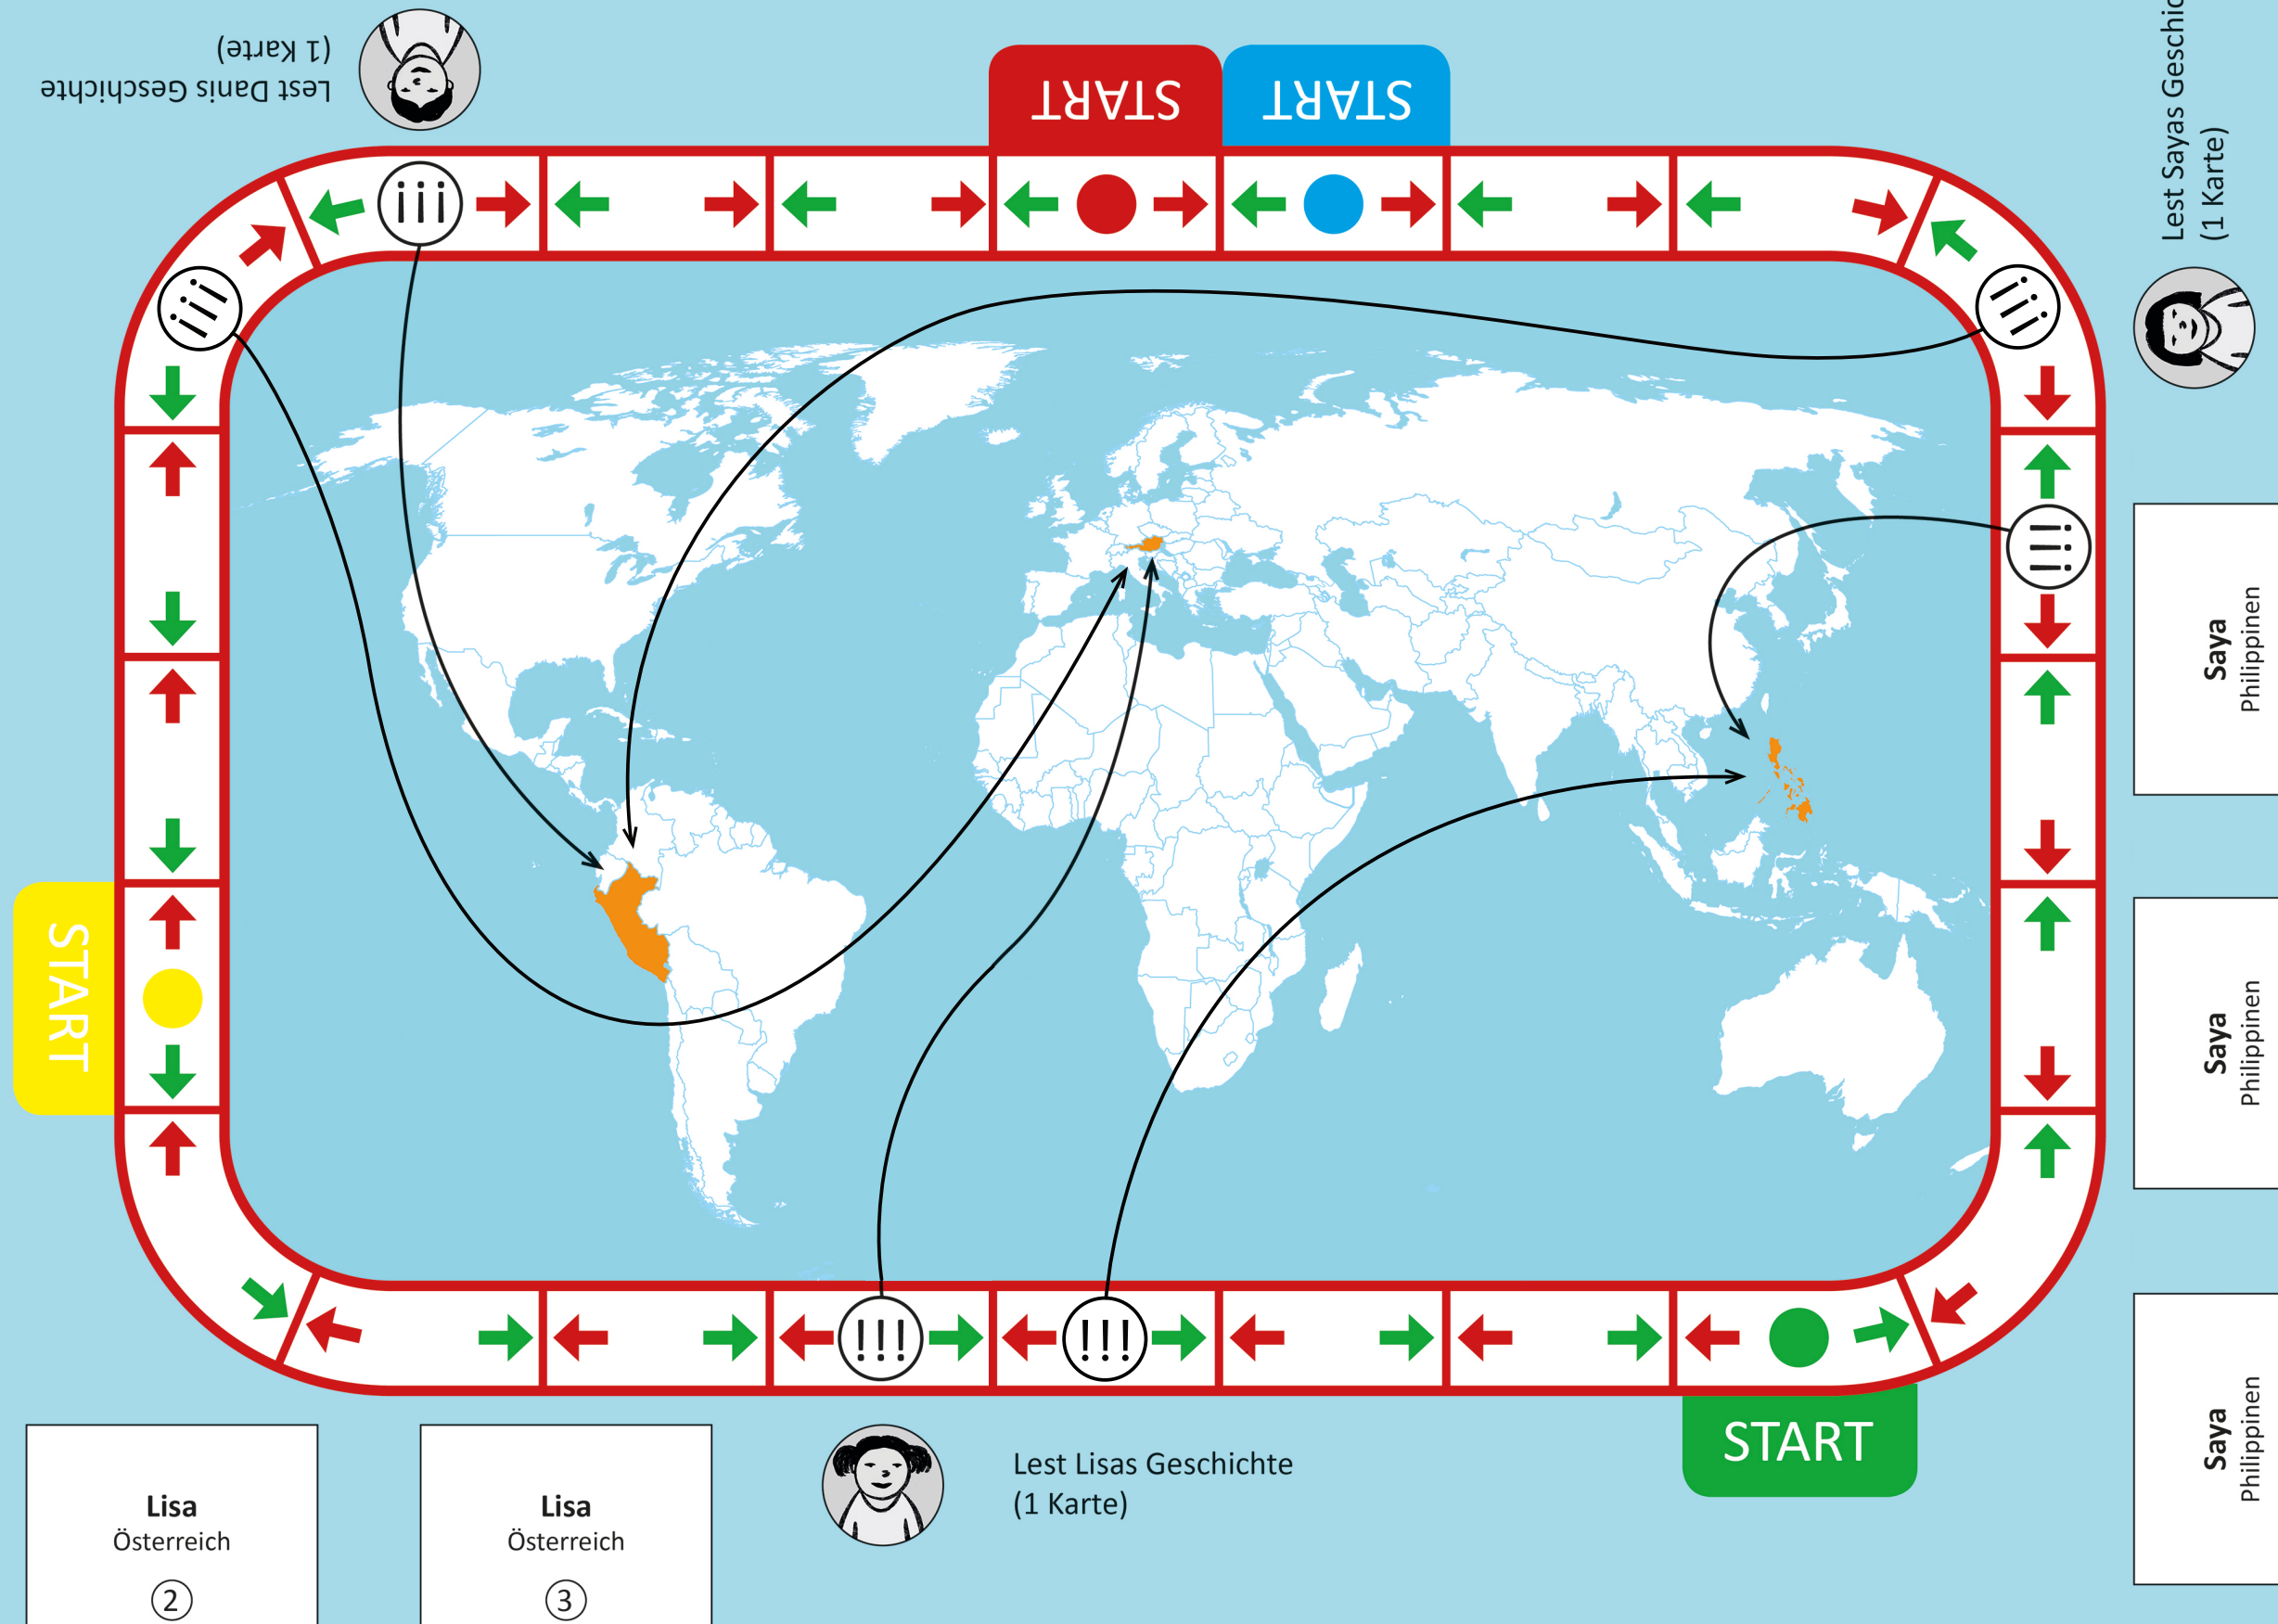 Lest Danis Geschichte
(1 Karte)
START
START
Lest Sayas Geschic
(1 Karte)
!!!
!!!
!!!
!!!
Saya
Philippinen
START
Saya
Philippinen
!!!
!!!
START
Saya
Philippinen
Lest Lisas Geschichte
(1 Karte)
Lisa
Österreich
2
Lisa
Österreich
3